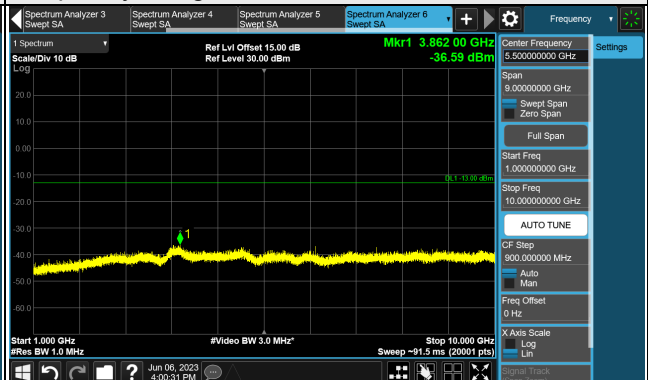 Spectrum Analyzer 3
Swept SA
Spectrum Analyzer 4
Swept SA
Spectrum Analyzer 5
Swept SA
Spectrum Analyzer 6
Swept SA
+
Frequency
1 Spectrum
Scale/Div 10 dB
Log
Ref Lvl Offset 15.00 dB
Ref Level 30.00 dBm
Mkr1 3.862 00 GHz
-36.59 dBm
20.0
10.0
0.00
-10.0
-20.0
-30.0
-40.0
-50.0
-60.0
DL1 -13.00 dBm
1
Start 1.000 GHz
#Res BW 1.0 MHz
#Video BW 3.0 MHz*
Stop 10.000 GHz
Sweep ~91.5 ms (20001 pts)
Center Frequency
5.500000000 GHz
Settings
Span
9.00000000 GHz
Swept Span
Zero Span
Full Span
Start Freq
1.000000000 GHz
Stop Freq
10.000000000 GHz
AUTO TUNE
CF Step
900.000000 MHz
Auto
Man
Freq Offset
0 Hz
X Axis Scale
Log
Lin
Signal Track
?
Jun 06, 2023
4:00:31 PM